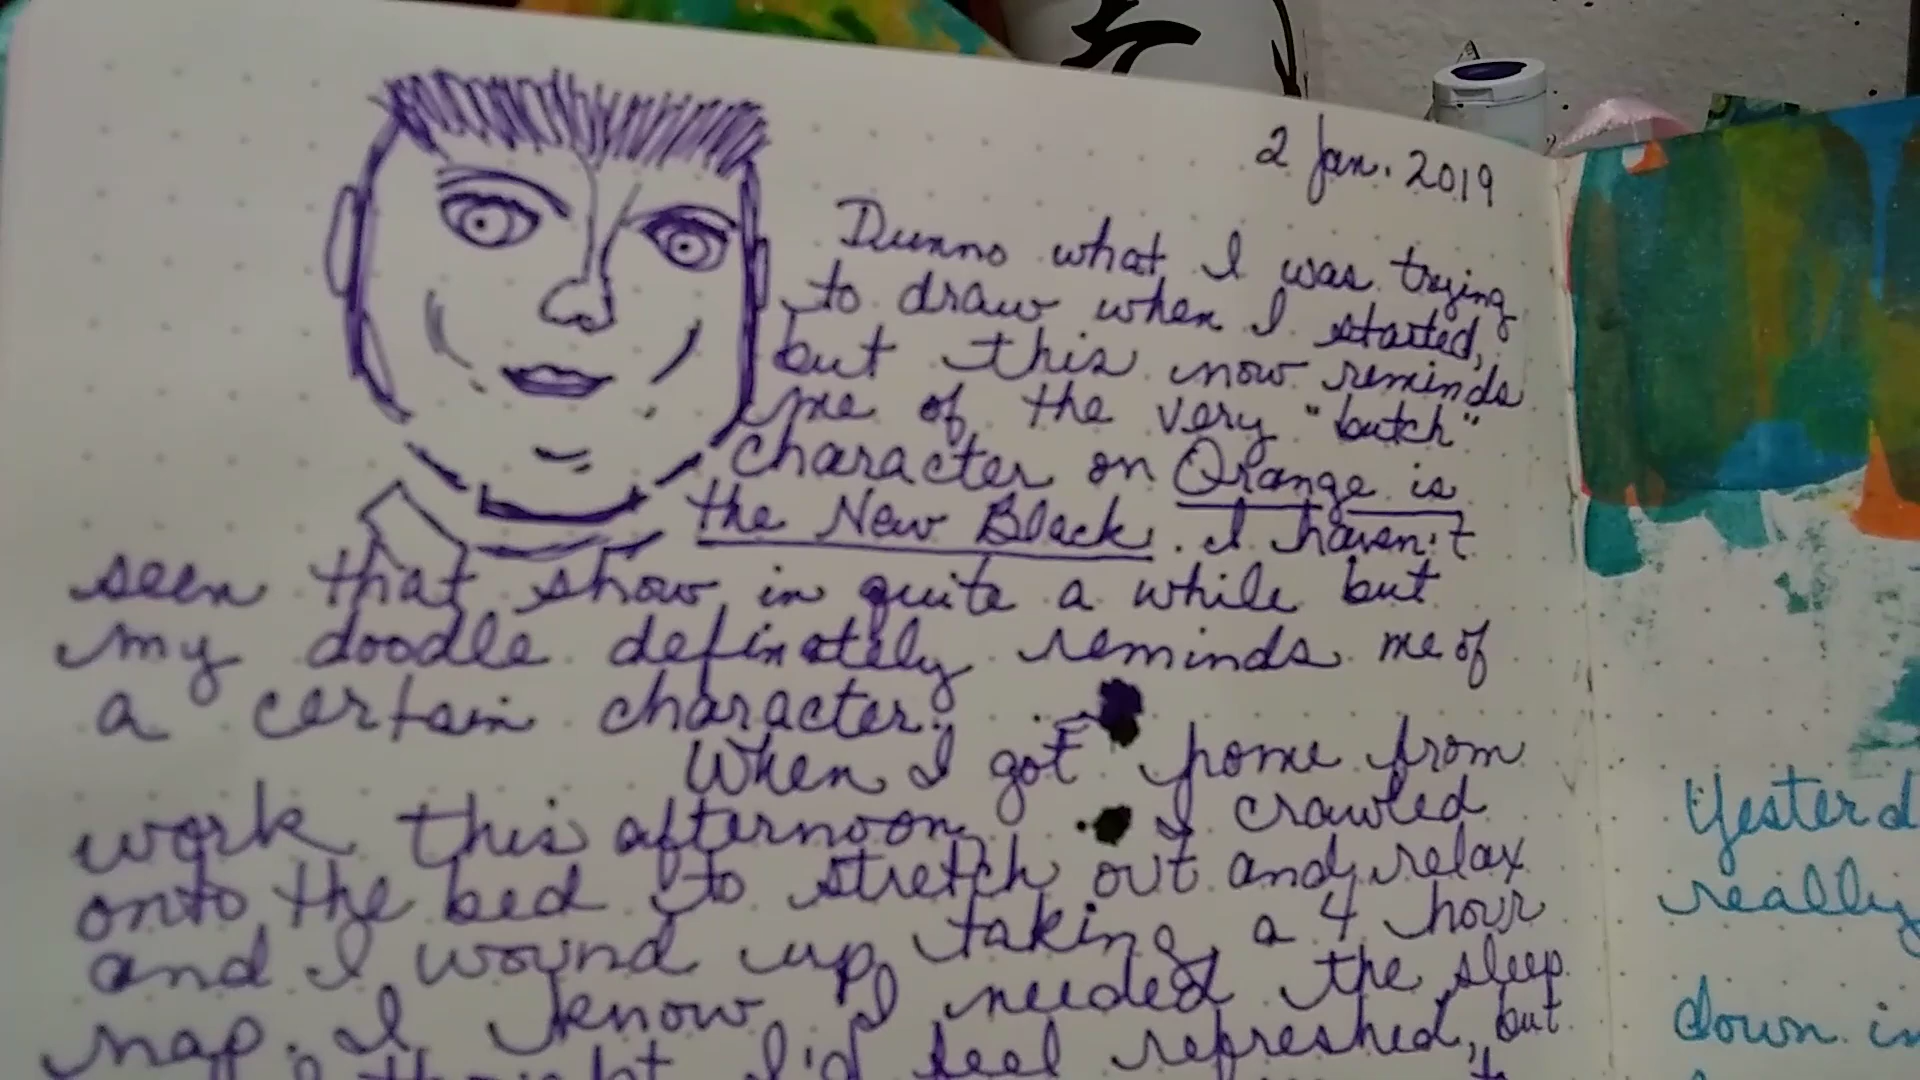 2 Jan. 2019
Dunno what I was trying
to draw when I started,
but this now reminds
me of the very "butch"
character on Orange is
the New Black. I haven't
seen that show in quite a while but
my doodle definately reminds me of
a certain character.
When I got home from
work this afternoon, I crawled
onto the bed to stretch out and relax
and I wound up taking a 4 hour
nap. I know I needed the sleep
thought I'd feel refreshed, but
Yesterd
really
down in